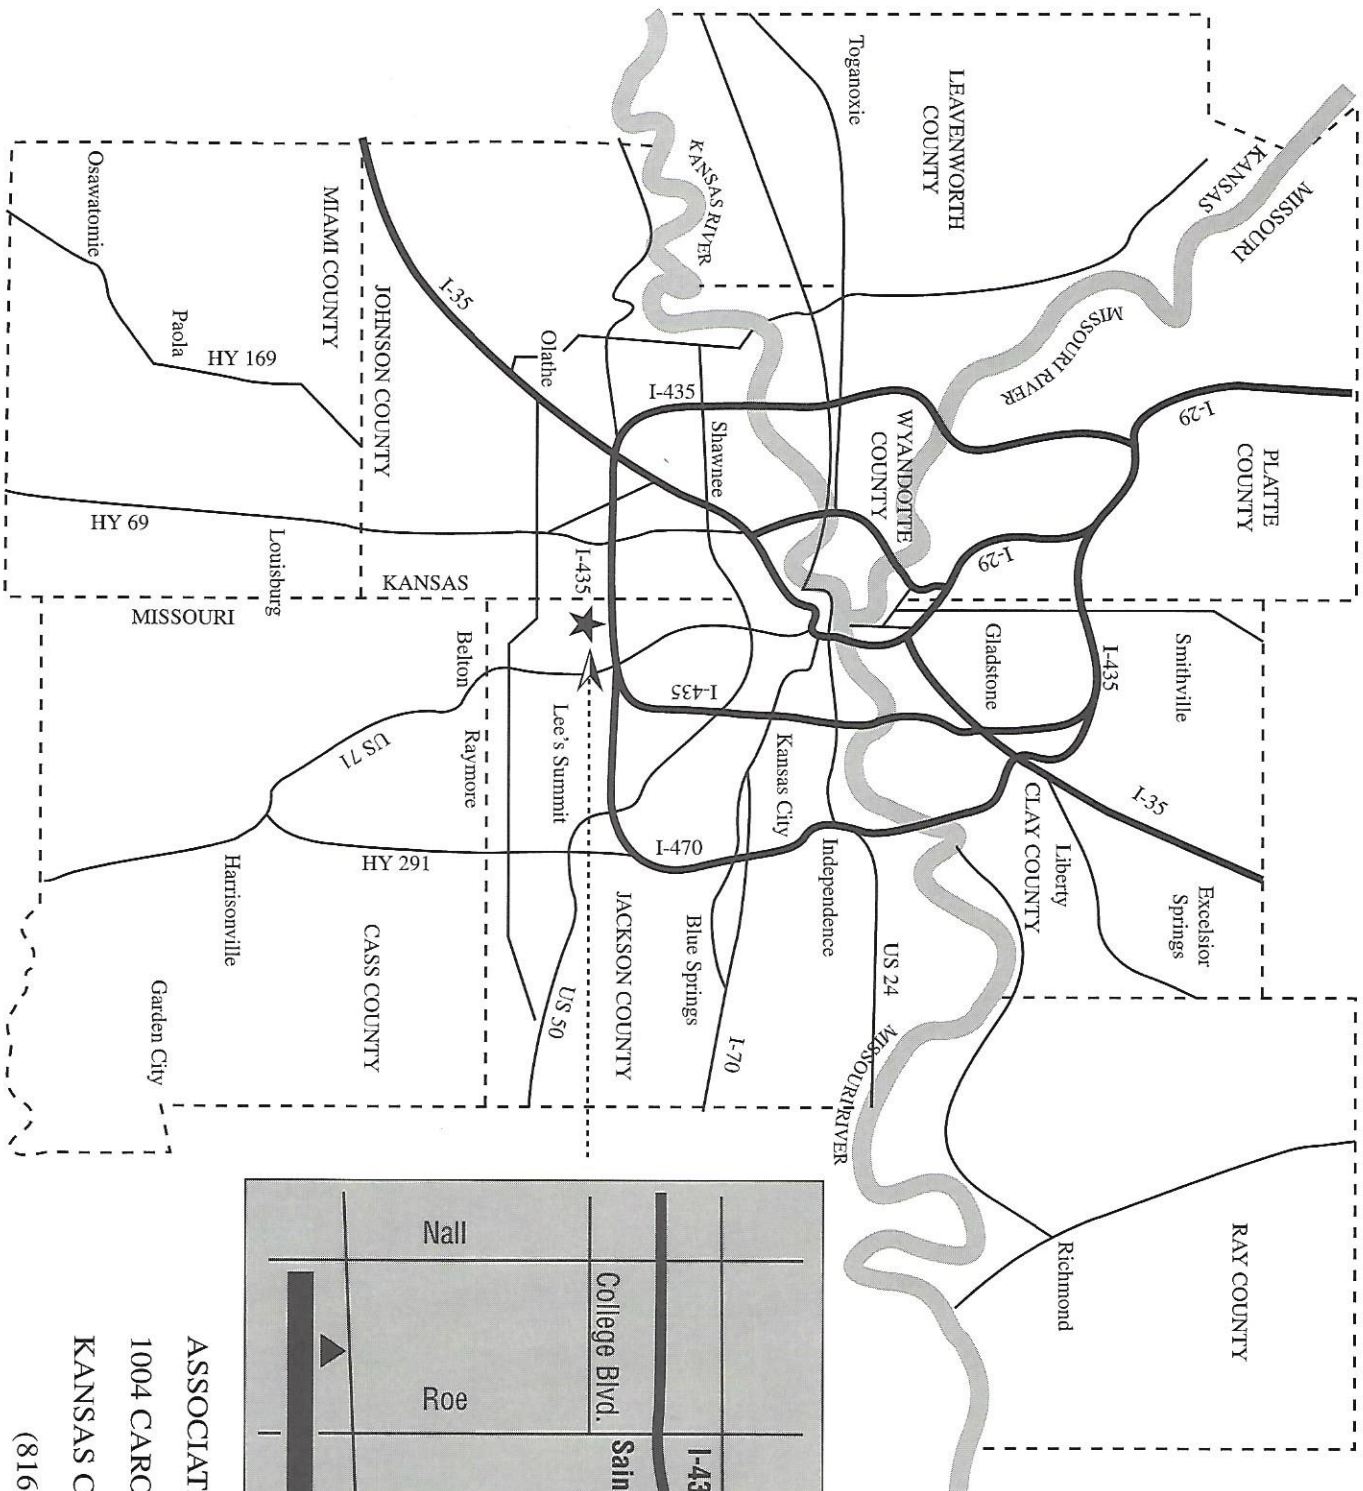 PLATTE
COUNTY
RAY COUNTY
MISSOURI
KANSAS
I-29
Smithville
Excelsior
Springs
I-435
I-35
LEAVENWORTH
COUNTY
MISSOURI RIVER
I-29
Gladstone
CLAY COUNTY
Liberty
Richmond
Toganoxie
WYANDOTTE
COUNTY
US 24
MISSOURI RIVER
Independence
Kansas City
KANSAS RIVER
Shawnee
I-435
I-435
I-470
Blue Springs
I-70
JACKSON COUNTY
Olathe
I-435
Lee's Summit
US 50
I-35
Belton
Raymore
JOHNSON COUNTY
KANSAS
MISSOURI
MIAMI COUNTY
US 71
HY 291
CASS COUNTY
HY 169
Paola
Louisburg
Harrisonville
Osawatomie
HY 69
Garden City
I-43
Sain
College Blvd.
Nall
Roe
ASSOCIAT
1004 CARO
KANSAS C
(816